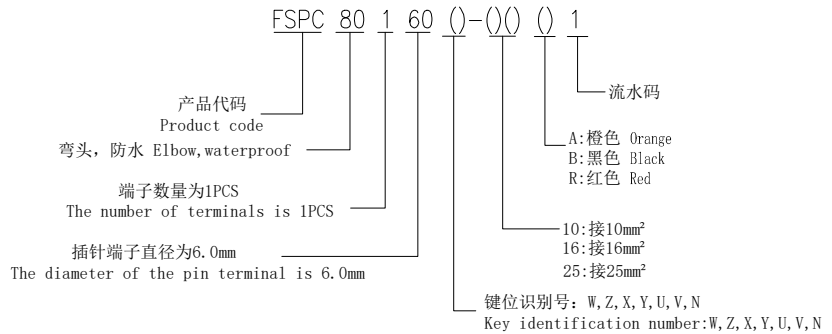 FSPC 80 1 60 ()-()() () 1
流水码
产品代码
Product code
A:橙色 Orange
弯头，防水 Elbow,waterproof
B:黑色 Black
R:红色 Red
端子数量为1PCS
The number of terminals is 1PCS
10:接10mm²
16:接16mm²
25:接25mm²
插针端子直径为6.0mm
The diameter of the pin terminal is 6.0mm
键位识别号: W,Z,X,Y,U,V,N
Key identification number:W,Z,X,Y,U,V,N